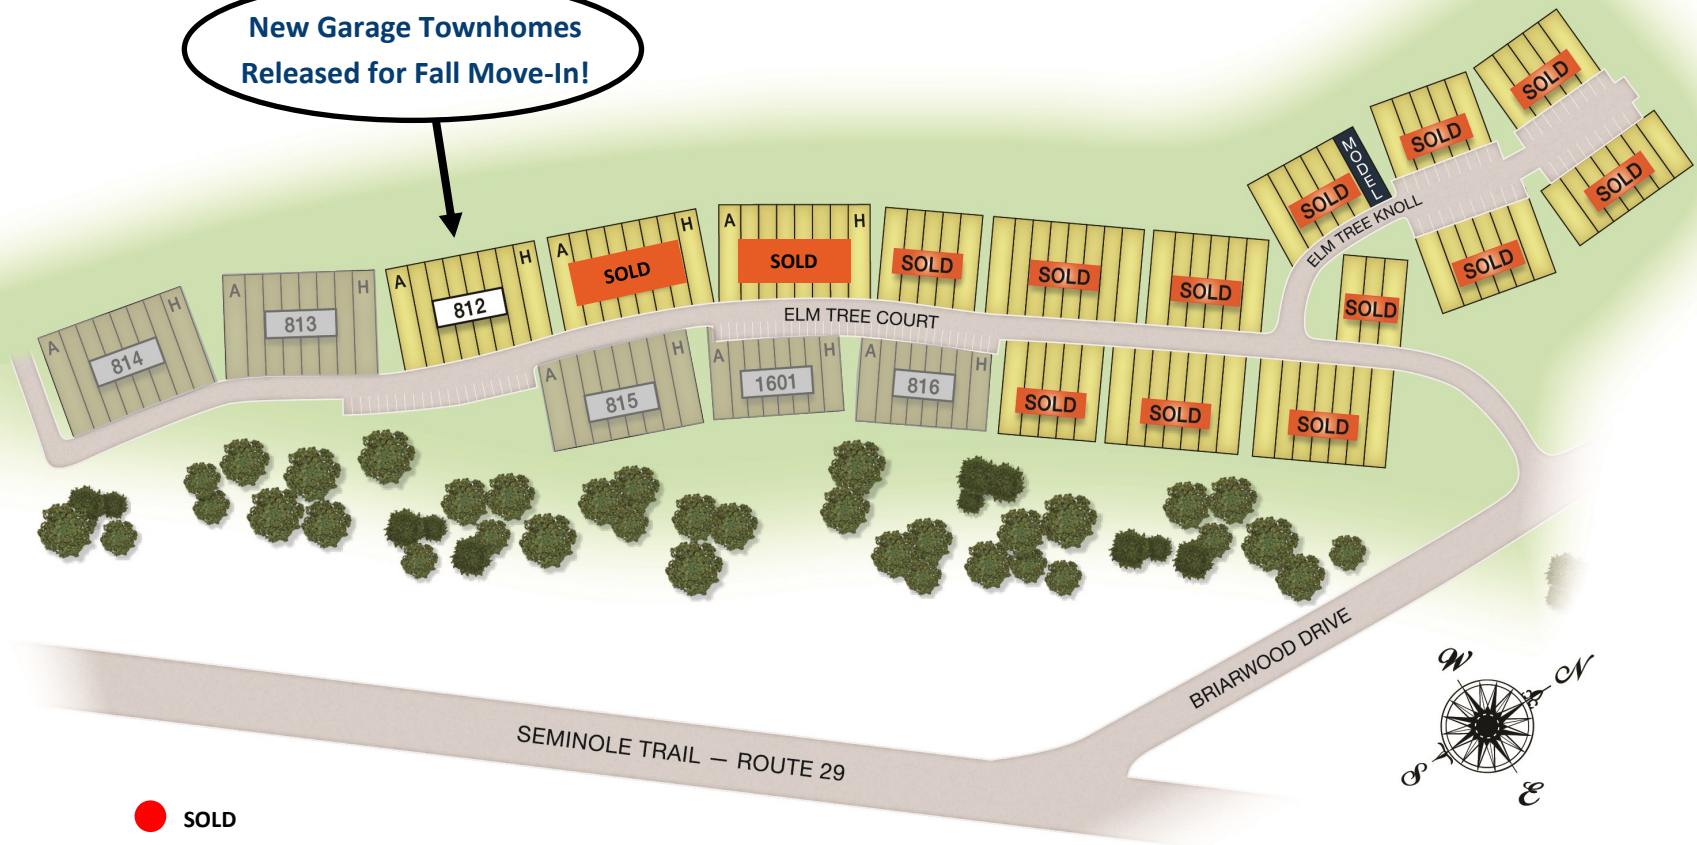 New Garage Townhomes
Released for Fall Move-In!
SOLD
SOLD
MODEL
SOLD
SOLD
ELM TREE KNOLL
SOLD
SOLD
A
814
H
A
813
H
A
812
H
A
SOLD
H
A
SOLD
H
SOLD
SOLD
SOLD
ELM TREE COURT
A
815
H
A
1601
H
A
816
H
SOLD
SOLD
SOLD
BRIARWOOD DRIVE
SEMINOLE TRAIL — ROUTE 29
W
N
S
E
SOLD